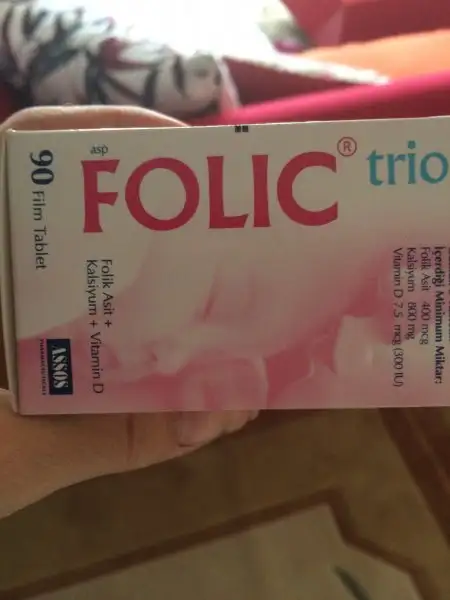 asp
FOLIC® trio
90 Film Tablet
Folik Asit +
Kalsiyum + Vitamin D
ASSOS
PHARMACEUTICALS
İçerdiği Minimum Miktar:
Folik Asit 400 mcg
Kalsiyum 800 mg
Vitamin D 7.5 mcg (300 IU)